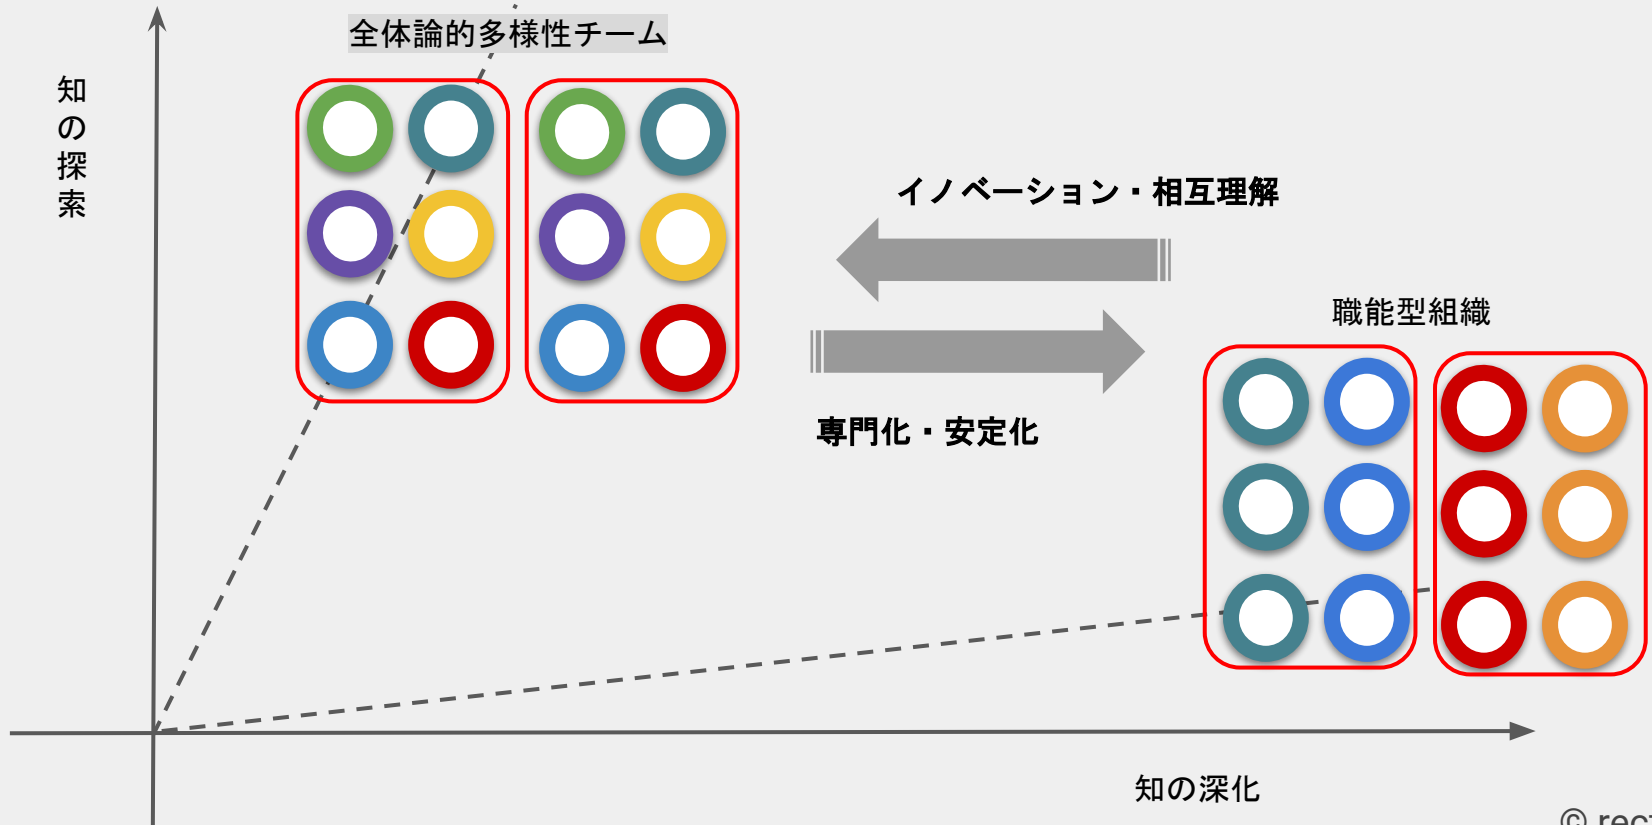 全体論的多様性チーム
知の探索
イノベーション・相互理解
職能型組織
専門化・安定化
知の深化
©